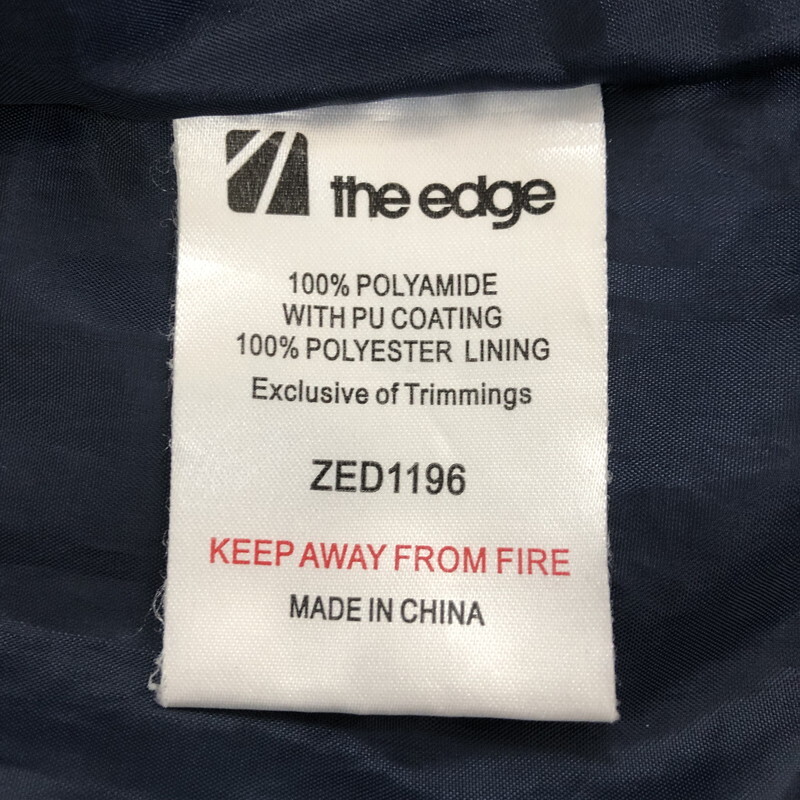 the edge
100% POLYAMIDE
WITH PU COATING
100% POLYESTER LINING
Exclusive of Trimmings
ZED1196
KEEP AWAY FROM FIRE
MADE IN CHINA